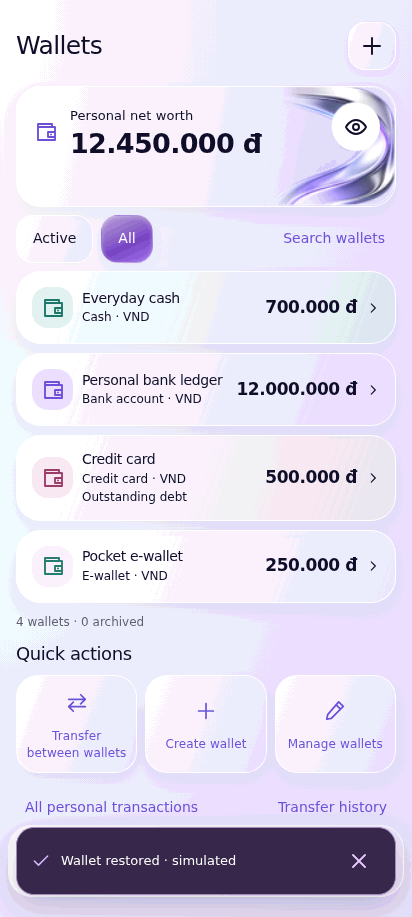 Wallets
Personal net worth
12.450.000 đ
Active
All
Search wallets
Everyday cash
Cash · VND
700.000 đ
Personal bank ledger
Bank account · VND
12.000.000 đ
Credit card
Credit card · VND
Outstanding debt
500.000 đ
Pocket e-wallet
E-wallet · VND
250.000 đ
4 wallets · 0 archived
Quick actions
Transfer
between wallets
Create wallet
Manage wallets
All personal transactions
Transfer history
Wallet restored · simulated